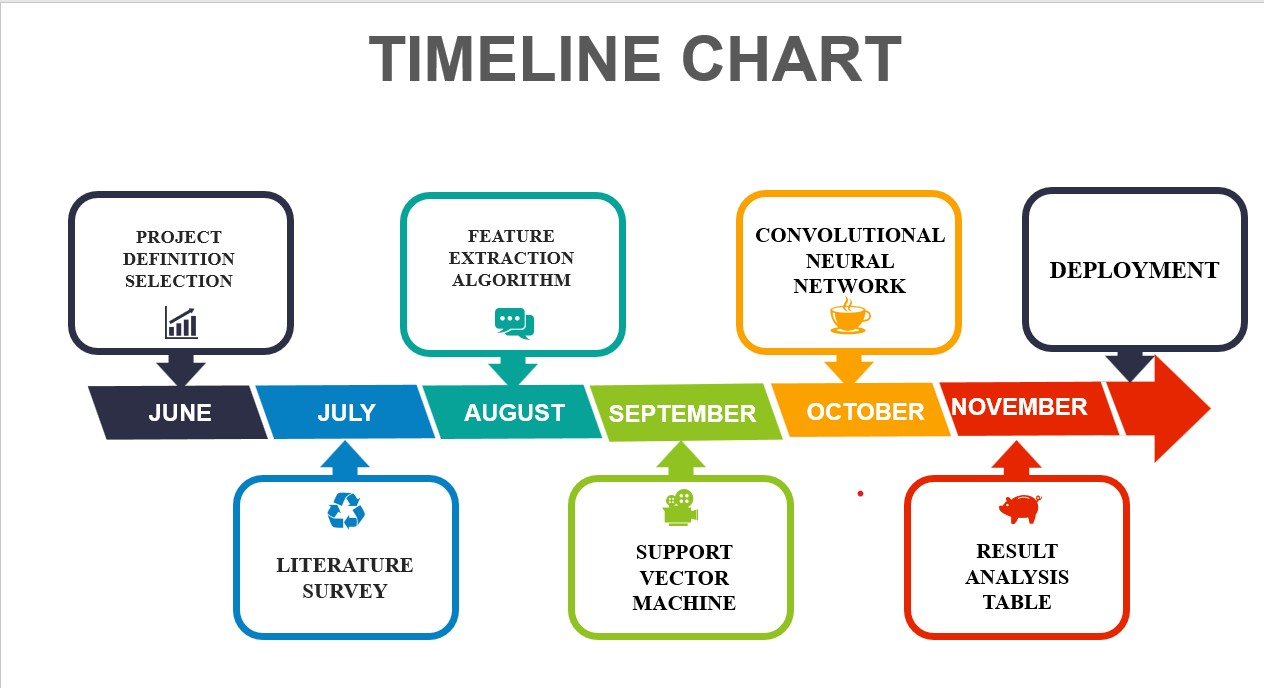 TIMELINE CHART
PROJECT
DEFINITION
SELECTION
FEATURE
EXTRACTION
ALGORITHM
CONVOLUTIONAL
NEURAL
NETWORK
DEPLOYMENT
JUNE
JULY
AUGUST
SEPTEMBER
OCTOBER
NOVEMBER
LITERATURE
SURVEY
SUPPORT
VECTOR
MACHINE
RESULT
ANALYSIS
TABLE